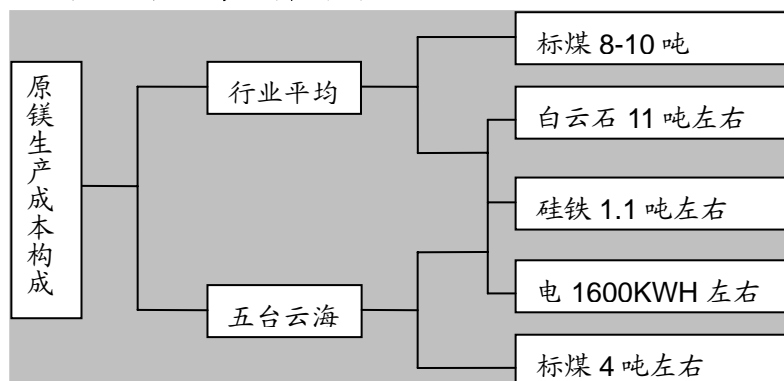 原镁生产成本构成
行业平均
五台云海
标煤 8-10 吨
白云石 11 吨左右
硅铁 1.1 吨左右
电 1600KWH 左右
标煤 4 吨左右